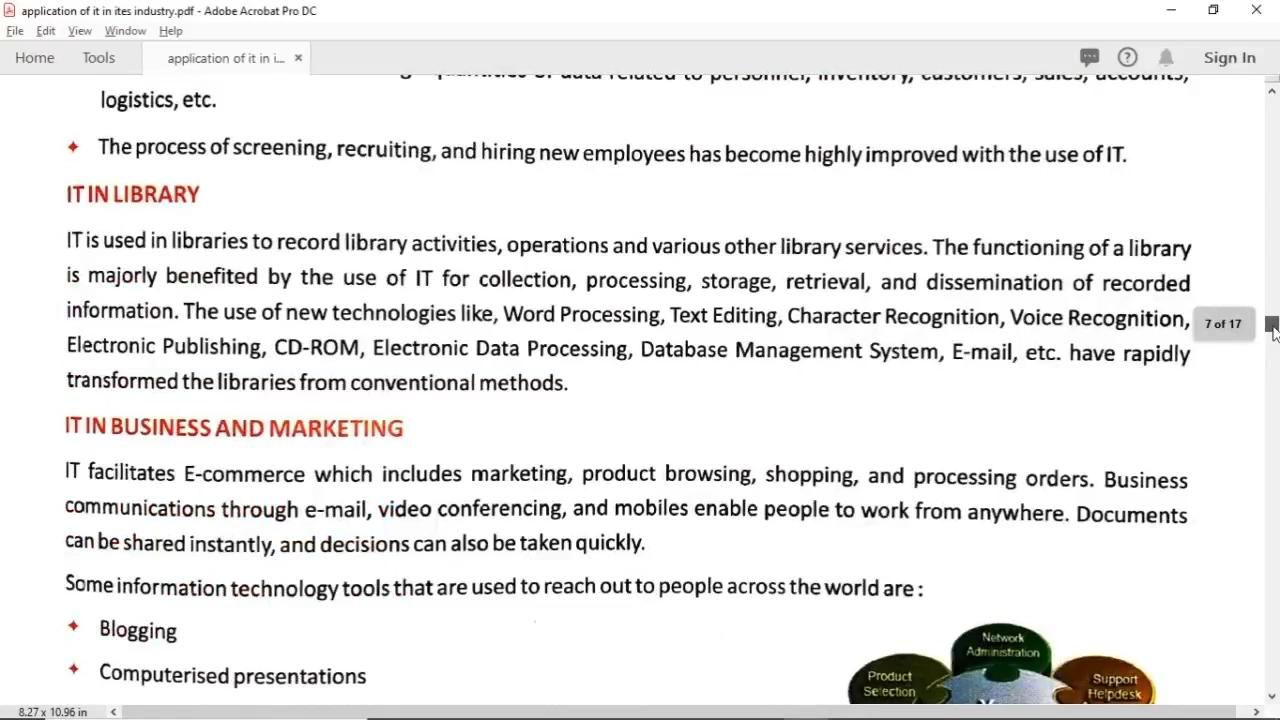 application of it in ites industry.pdf - Adobe Acrobat Pro DC
File Edit View Window Help
Home Tools application of it in i... × Sign In
quantities of data related to personnel, inventory, customers, sales, accounts,
logistics, etc.
The process of screening, recruiting, and hiring new employees has become highly improved with the use of IT.
IT IN LIBRARY
IT is used in libraries to record library activities, operations and various other library services. The functioning of a library
is majorly benefited by the use of IT for collection, processing, storage, retrieval, and dissemination of recorded
information. The use of new technologies like, Word Processing, Text Editing, Character Recognition, Voice Recognition,
Electronic Publishing, CD-ROM, Electronic Data Processing, Database Management System, E-mail, etc. have rapidly
transformed the libraries from conventional methods.
7 of 17
IT IN BUSINESS AND MARKETING
IT facilitates E-commerce which includes marketing, product browsing, shopping, and processing orders. Business
communications through e-mail, video conferencing, and mobiles enable people to work from anywhere. Documents
can be shared instantly, and decisions can also be taken quickly.
Some information technology tools that are used to reach out to people across the world are :
Blogging
Computerised presentations
Network
Administration
Product
Selection
Support
Helpdesk
8.27 x 10.96 in